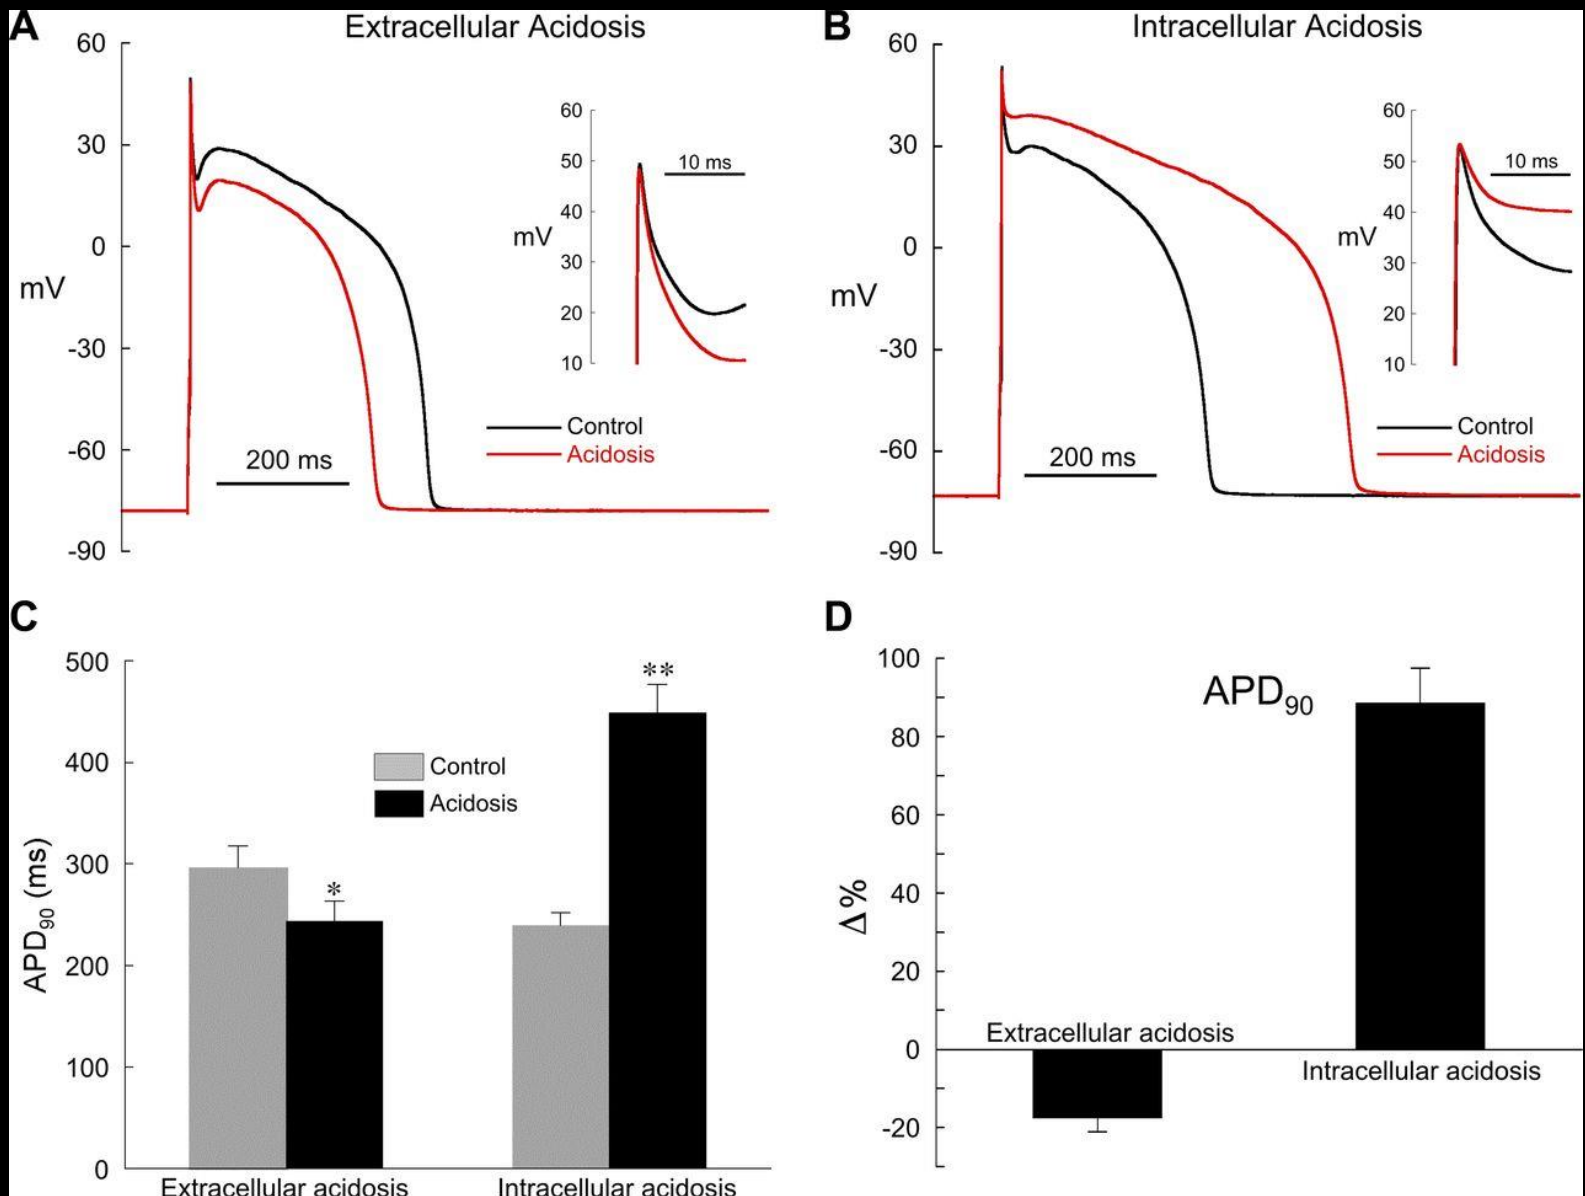 A
Extracellular Acidosis
60
30
0
mV
-30
-60
-90
60
50
40
mV
30
20
10
10 ms
200 ms
Control
Acidosis
B
Intracellular Acidosis
60
30
0
mV
-30
-60
-90
60
50
40
mV
30
20
10
10 ms
200 ms
Control
Acidosis
C
500
400
300
200
100
0
APD90 (ms)
Control
Acidosis
*
**
Extracellular acidosis
Intracellular acidosis
D
100
80
60
40
20
0
-20
Δ%
APD90
Extracellular acidosis
Intracellular acidosis